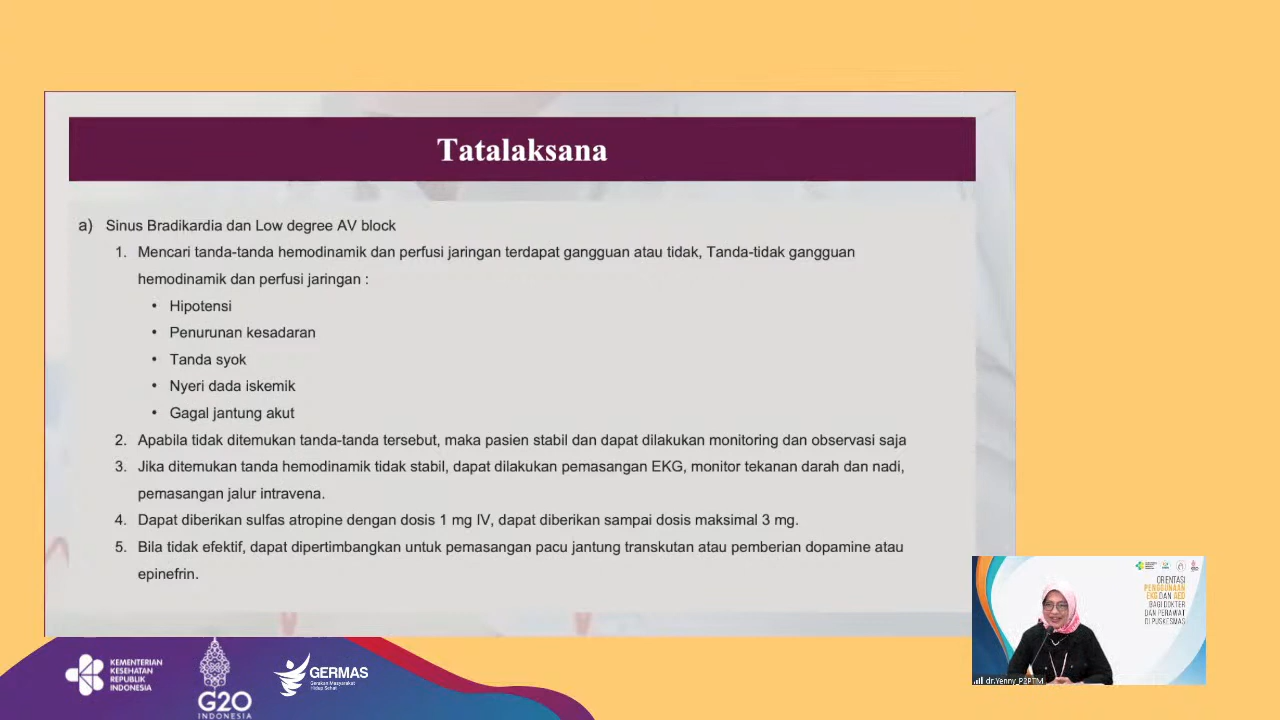 Tatalaksana
a) Sinus Bradikardia dan Low degree AV block
1. Mencari tanda-tanda hemodinamik dan perfusi jaringan terdapat gangguan atau tidak, Tanda-tidak gangguan
hemodinamik dan perfusi jaringan :
• Hipotensi
• Penurunan kesadaran
• Tanda syok
• Nyeri dada iskemik
• Gagal jantung akut
2. Apabila tidak ditemukan tanda-tanda tersebut, maka pasien stabil dan dapat dilakukan monitoring dan observasi saja
3. Jika ditemukan tanda hemodinamik tidak stabil, dapat dilakukan pemasangan EKG, monitor tekanan darah dan nadi,
pemasangan jalur intravena.
4. Dapat diberikan sulfas atropine dengan dosis 1 mg IV, dapat diberikan sampai dosis maksimal 3 mg.
5. Bila tidak efektif, dapat dipertimbangkan untuk pemasangan pacu jantung transkutan atau pemberian dopamine atau
epinefrin.
ORIENTASI
PENGGUNAAN
EKG DAN AED
BAGI DOKTER
DAN PERAWAT
DI PUSKESMAS
dr.Yenny_P2PTM
KEMENTERIAN
KESEHATAN
REPUBLIK
INDONESIA
G20
INDONESIA
GERMAS
Gerakan Masyarakat
Hidup Sehat